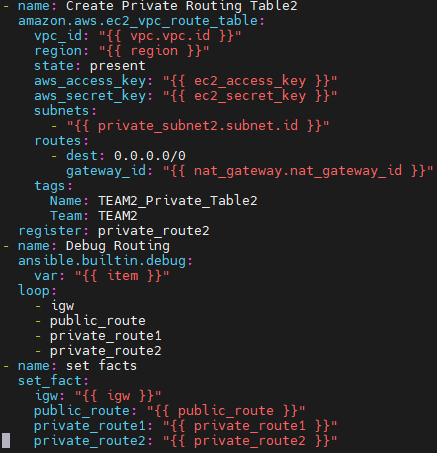 - name: Create Private Routing Table2
  amazon.aws.ec2_vpc_route_table:
    vpc_id: "{{ vpc.vpc.id }}"
    region: "{{ region }}"
    state: present
    aws_access_key: "{{ ec2_access_key }}"
    aws_secret_key: "{{ ec2_secret_key }}"
    subnets:
      - "{{ private_subnet2.subnet.id }}"
    routes:
      - dest: 0.0.0.0/0
        gateway_id: "{{ nat_gateway.nat_gateway_id }}"
    tags:
      Name: TEAM2_Private_Table2
      Team: TEAM2
  register: private_route2
- name: Debug Routing
  ansible.builtin.debug:
    var: "{{ item }}"
  loop:
    - igw
    - public_route
    - private_route1
    - private_route2
- name: set facts
  set_fact:
    igw: "{{ igw }}"
    public_route: "{{ public_route }}"
    private_route1: "{{ private_route1 }}"
    private_route2: "{{ private_route2 }}"